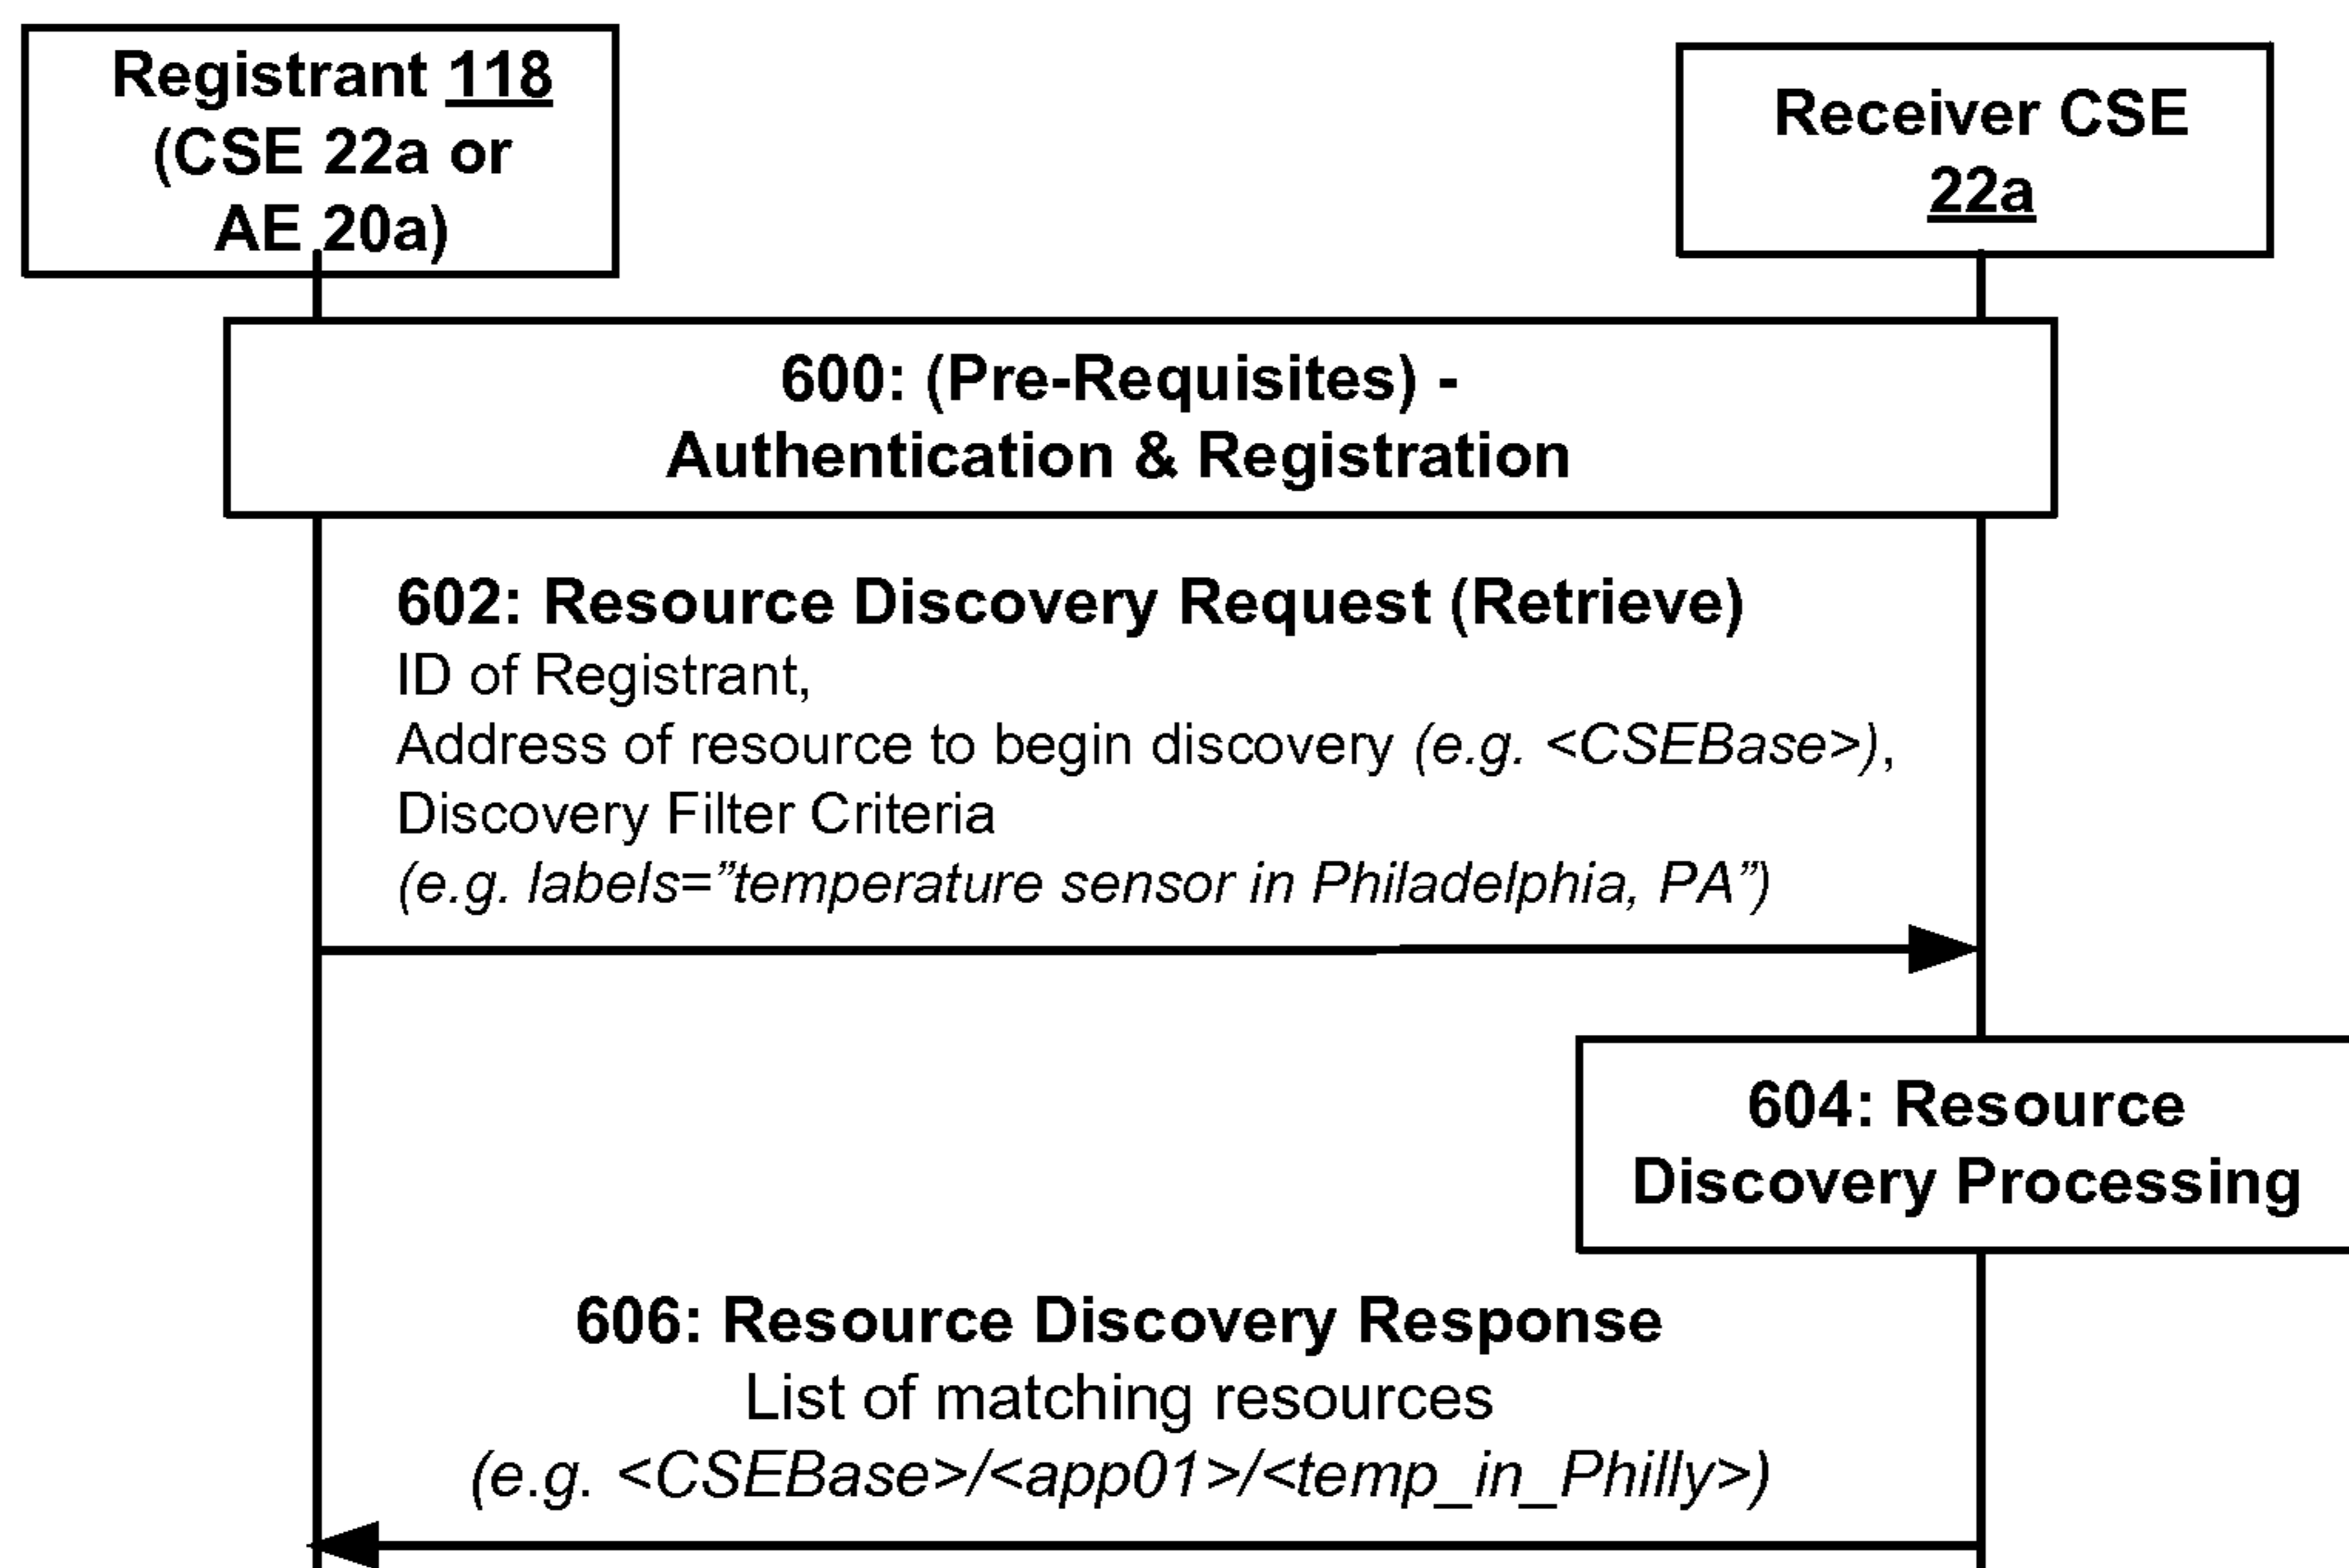 Registrant 118
(CSE 22a or
AE 20a)
Receiver CSE
22a
600: (Pre-Requisites) -
Authentication & Registration
602: Resource Discovery Request (Retrieve)
ID of Registrant,
Address of resource to begin discovery (e.g. <CSEBase>),
Discovery Filter Criteria
(e.g. labels=”temperature sensor in Philadelphia, PA”)
604: Resource
Discovery Processing
606: Resource Discovery Response
List of matching resources
(e.g. <CSEBase>/<app01>/<temp_in_Philly>)